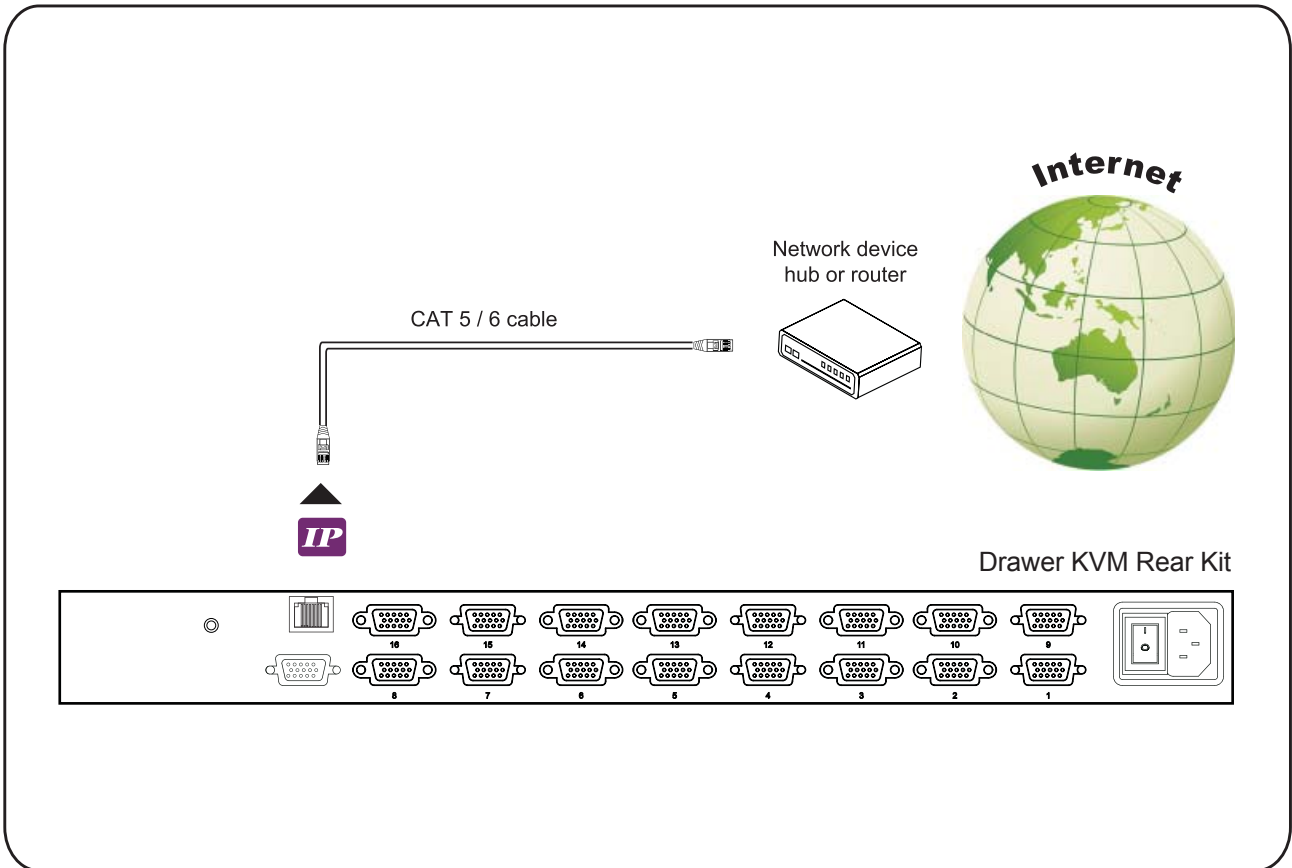 Internet
Network device
hub or router
CAT 5 / 6 cable
IP
Drawer KVM Rear Kit
16 15 14 13 12 11 10 9
8 7 6 5 4 3 2 1